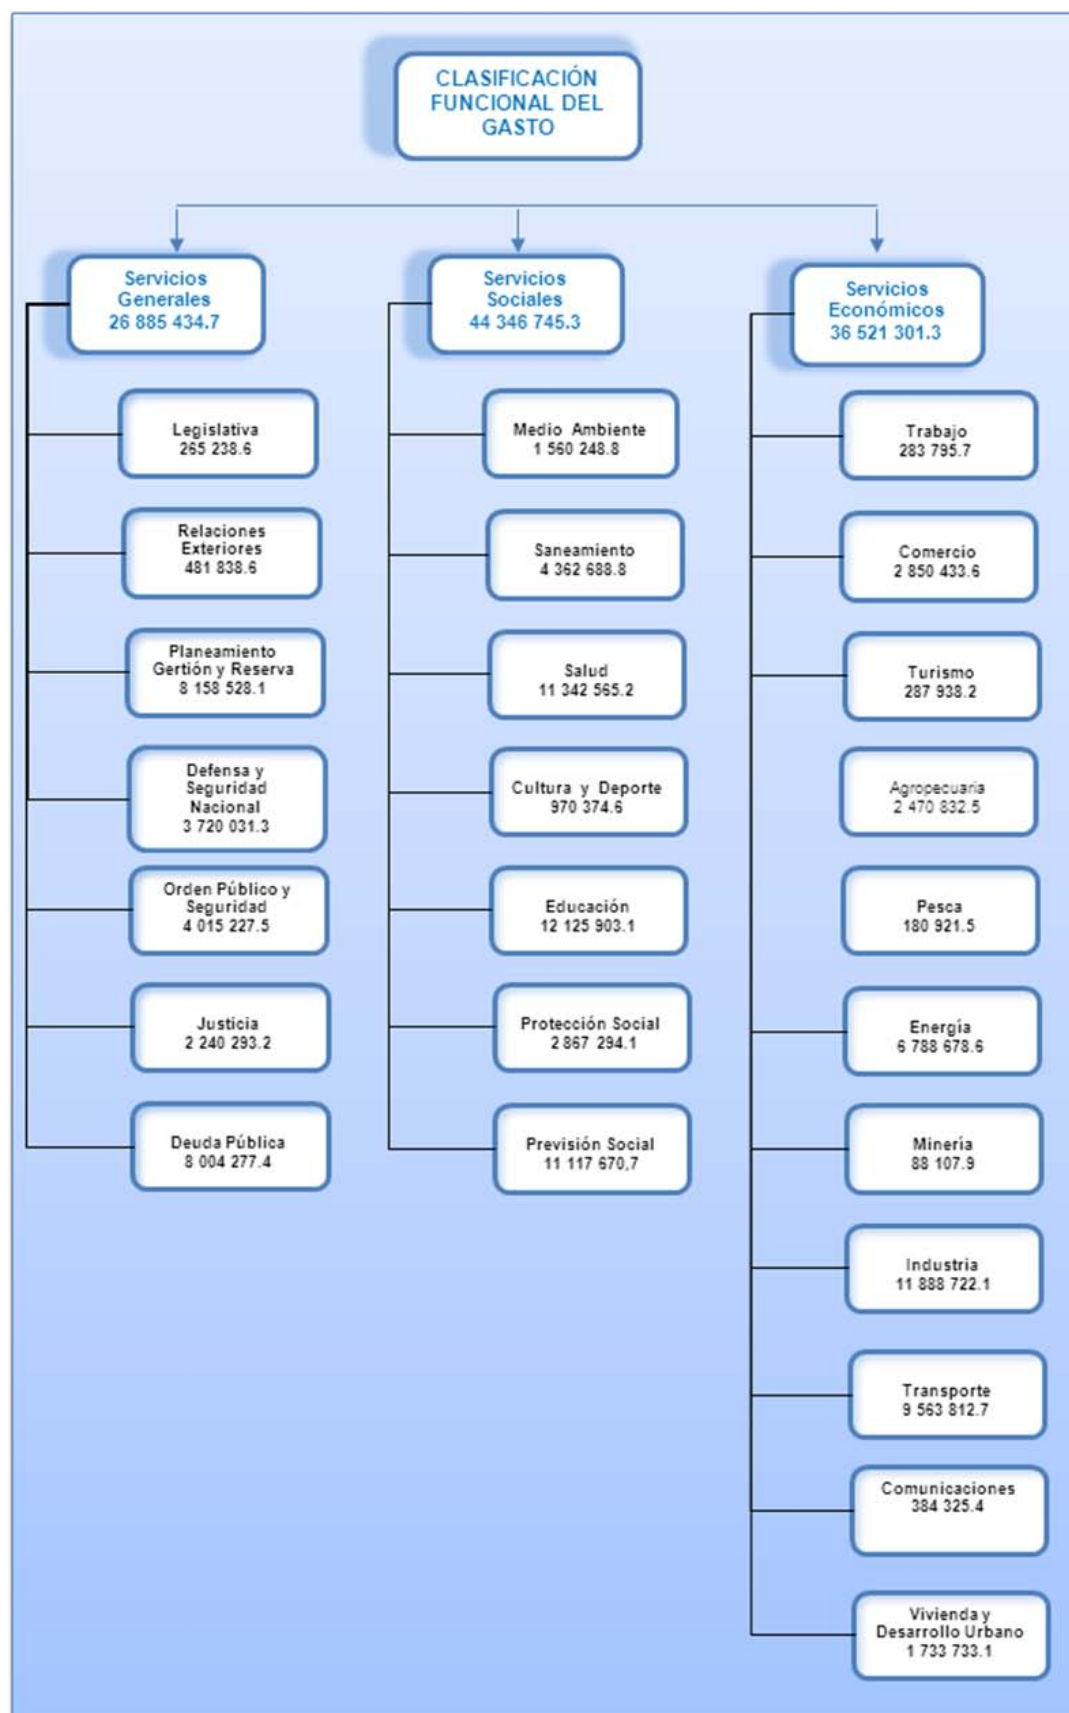 CLASIFICACIÓN
FUNCIONAL DEL
GASTO
Servicios
Generales
26 885 434.7
Legislativa
265 238.6
Relaciones
Exteriores
481 838.6
Planeamiento
Gertión y Reserva
8 158 528.1
Defensa y
Seguridad
Nacional
3 720 031.3
Orden Público y
Seguridad
4 015 227.5
Justicia
2 240 293.2
Deuda Pública
8 004 277.4
Servicios
Sociales
44 346 745.3
Medio Ambiente
1 560 248.8
Saneamiento
4 362 688.8
Salud
11 342 565.2
Cultura y Deporte
970 374.6
Educación
12 125 903.1
Protección Social
2 867 294.1
Previsión Social
11 117 670,7
Servicios
Económicos
36 521 301.3
Trabajo
283 795.7
Comercio
2 850 433.6
Turismo
287 938.2
Agropecuaria
2 470 832.5
Pesca
180 921.5
Energía
6 788 678.6
Minería
88 107.9
Industria
11 888 722.1
Transporte
9 563 812.7
Comunicaciones
384 325.4
Vivienda y
Desarrollo Urbano
1 733 733.1